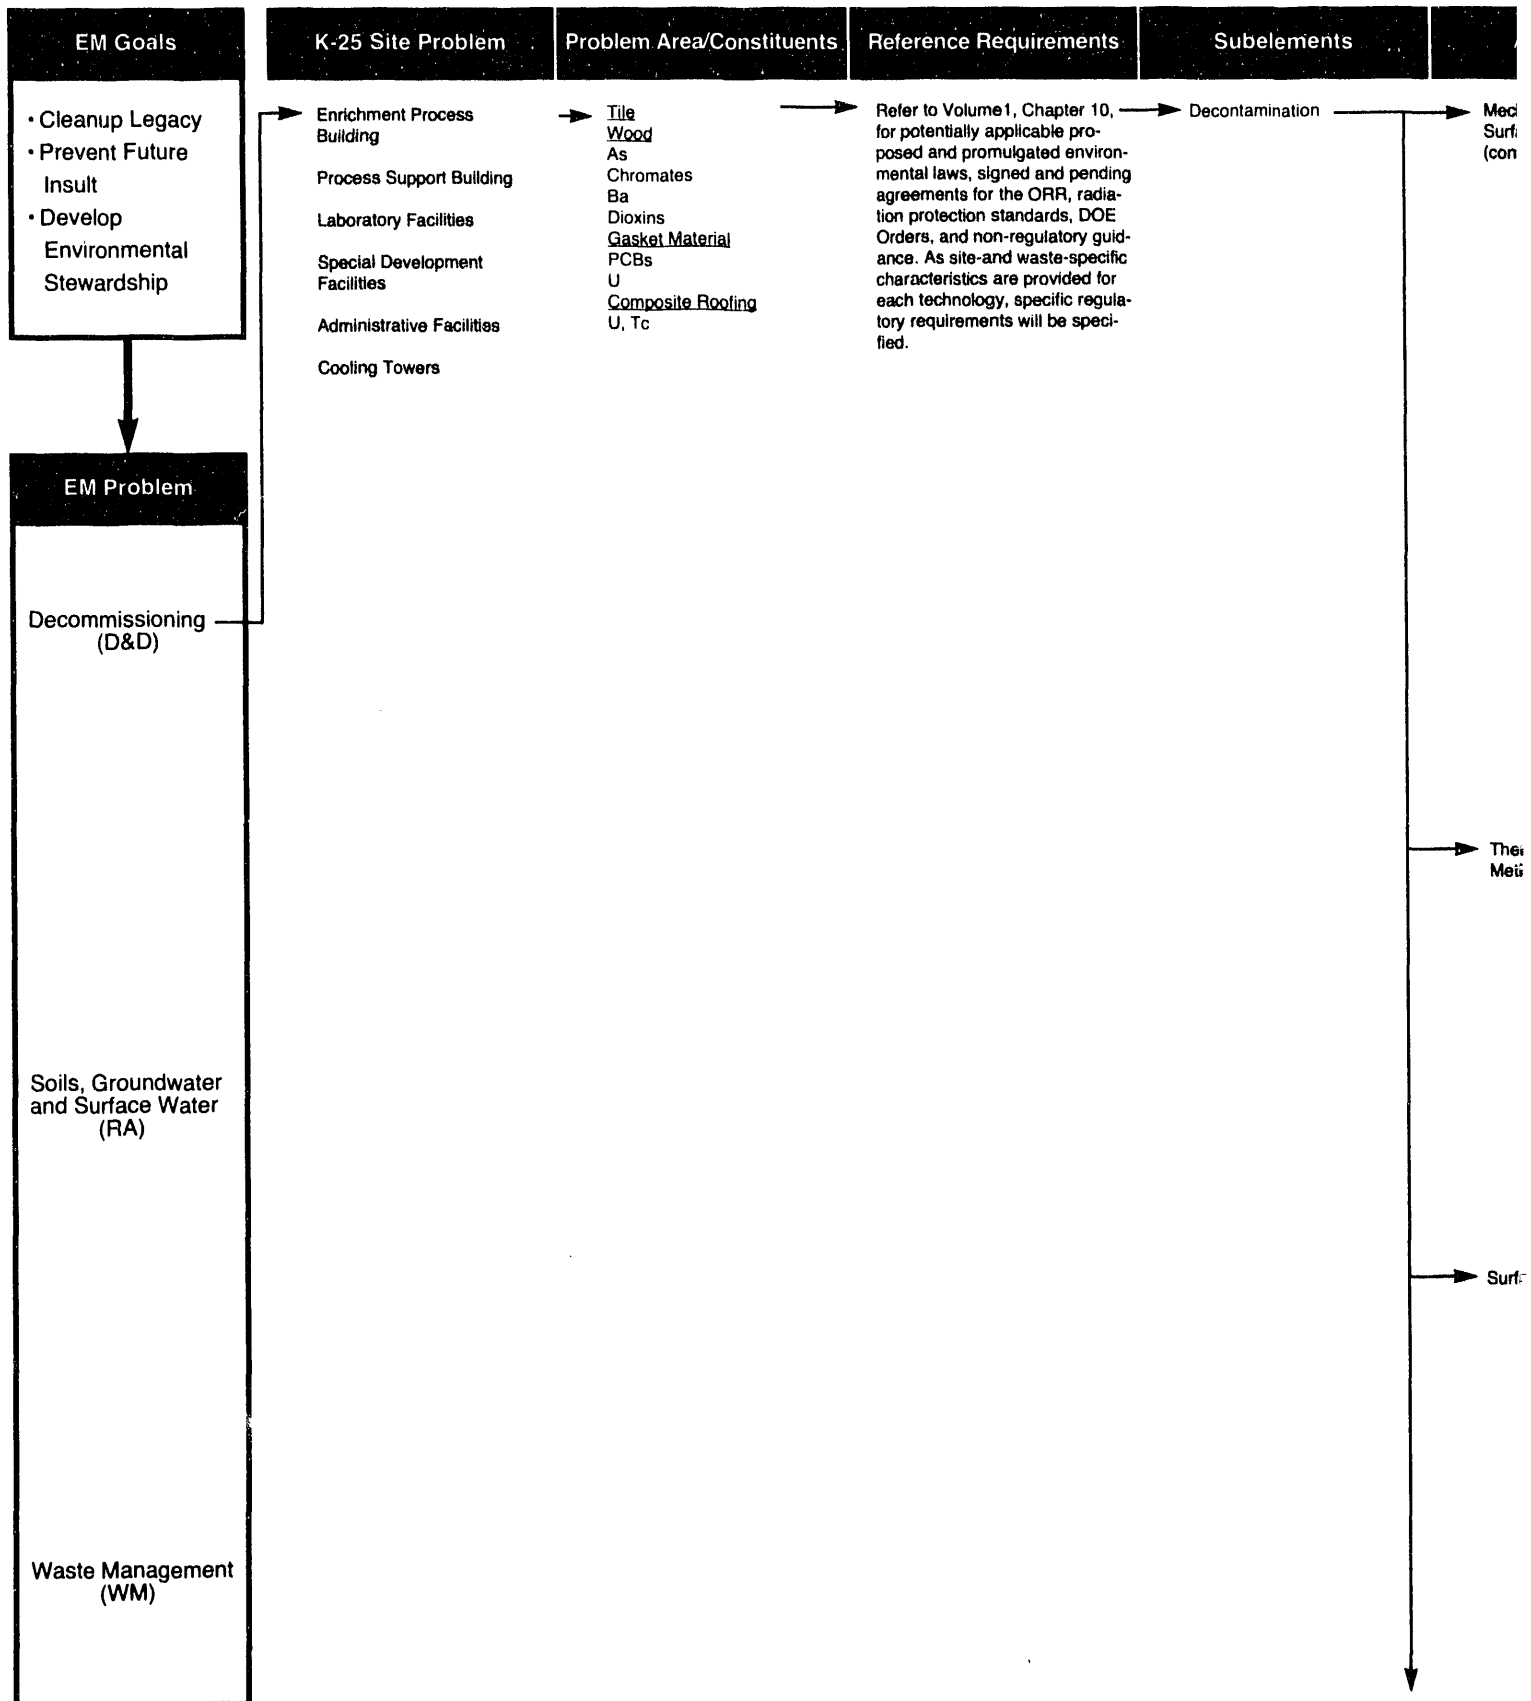 EM Goals
• Cleanup Legacy
• Prevent Future
Insult
• Develop
Environmental
Stewardship
EM Problem
Decommissioning
(D&D)
Soils, Groundwater
and Surface Water
(RA)
Waste Management
(WM)
K-25 Site Problem
Enrichment Process
Building
Process Support Building
Laboratory Facilities
Special Development
Facilities
Administrative Facilities
Cooling Towers
Problem Area/Constituents
Tile
Wood
As
Chromates
Ba
Dioxins
Gasket Material
PCBs
U
Composite Roofing
U, Tc
Reference Requirements
Refer to Volume1, Chapter 10,
for potentially applicable pro-
posed and promulgated environ-
mental laws, signed and pending
agreements for the ORR, radia-
tion protection standards, DOE
Orders, and non-regulatory guid-
ance. As site-and waste-specific
characteristics are provided for
each technology, specific regula-
tory requirements will be speci-
fied.
Subelements
Decontamination